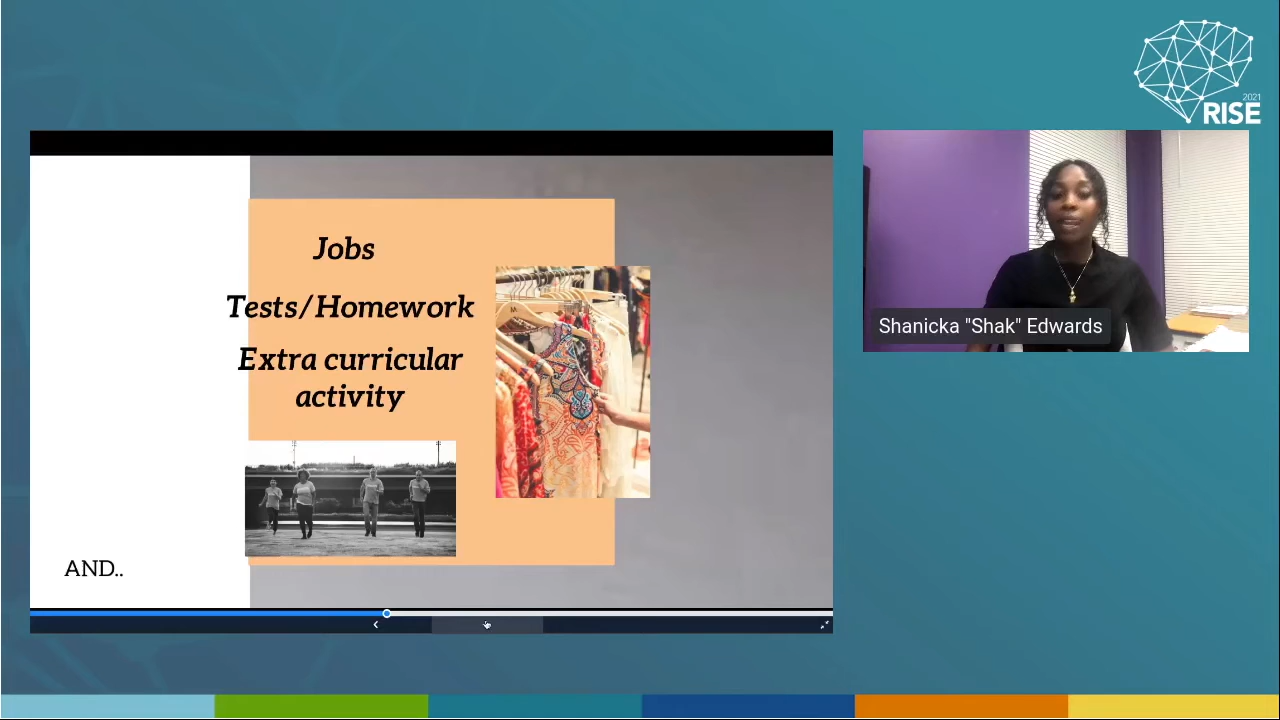 2021
RISE
Jobs
Tests/Homework
Extra curricular
activity
AND..
Shanicka "Shak" Edwards